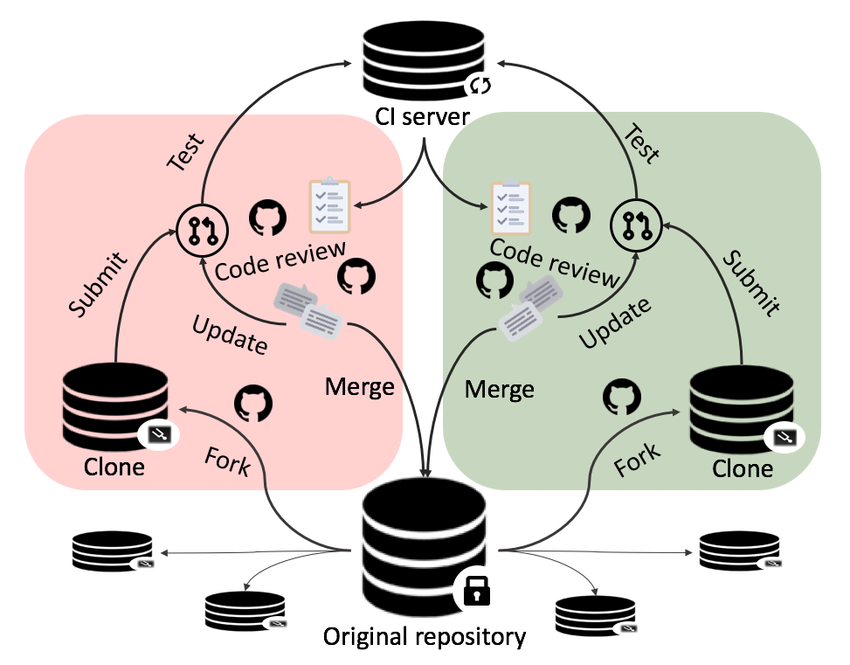 CI server
Test
Test
Code review
Code review
Submit
Submit
Update
Update
Merge
Merge
Clone
Clone
Fork
Fork
Original repository